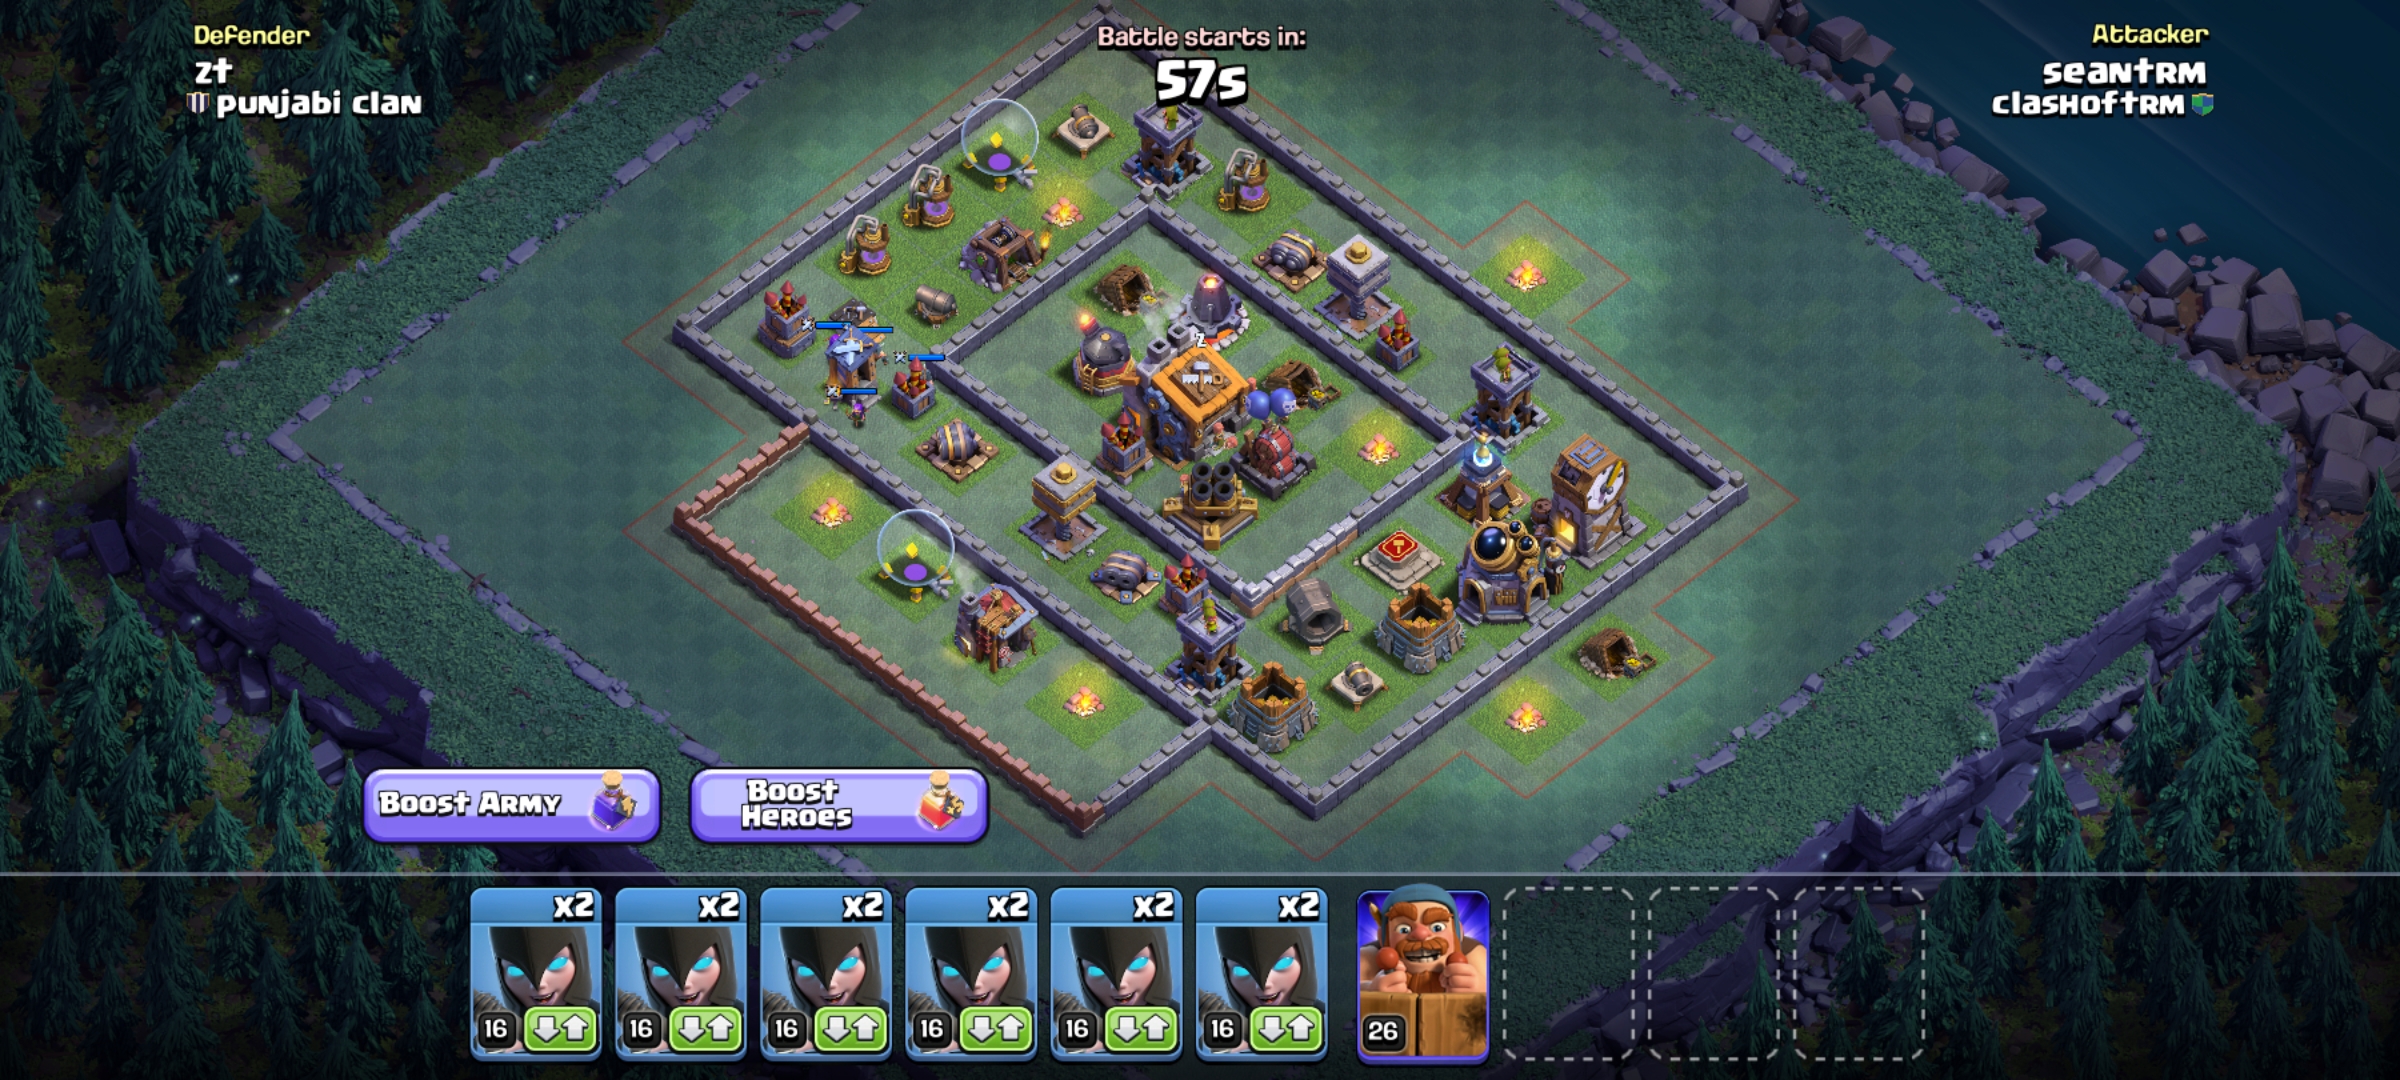 Defender
zt
punjabi clan
Battle starts in:
57s
Attacker
seantRM
clashoftRM
z
Boost Army
Boost
Heroes
x2
x2
x2
x2
x2
x2
16
16
16
16
16
16
26